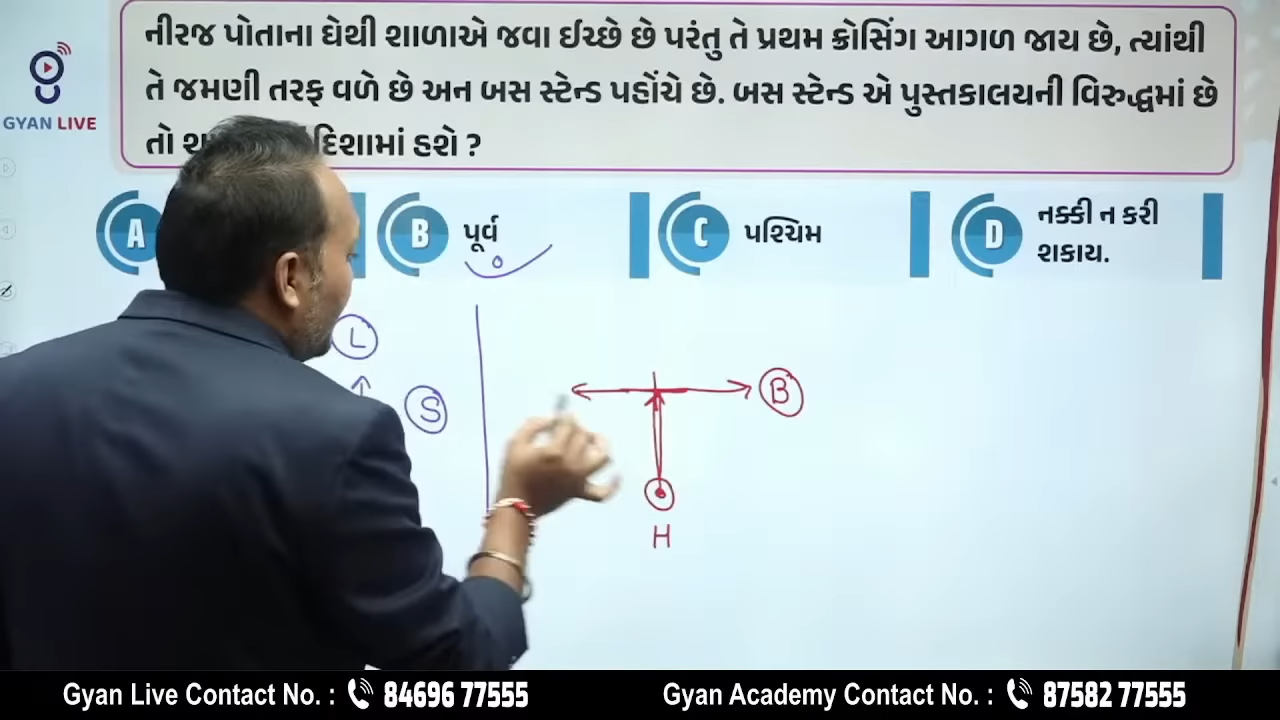 નીરજ પોતાના ઘેથી શાળાએ જવા ઈચ્છે છે પરંતુ તે પ્રથમ ક્રોસિંગ આગળ જાય છે, ત્યાંથી
તે જમણી તરફ વળે છે અન બસ સ્ટેન્ડ પહોંચે છે. બસ સ્ટેન્ડ એ પુસ્તકાલયની વિરુદ્ધમાં છે
તો દિશામાં હશે ?
GYAN LIVE
A
B પૂર્વ
C પશ્ચિમ
D નક્કી ન કરી
શકાય.
L
S
B
H
Gyan Live Contact No. : 84696 77555
Gyan Academy Contact No. : 87582 77555